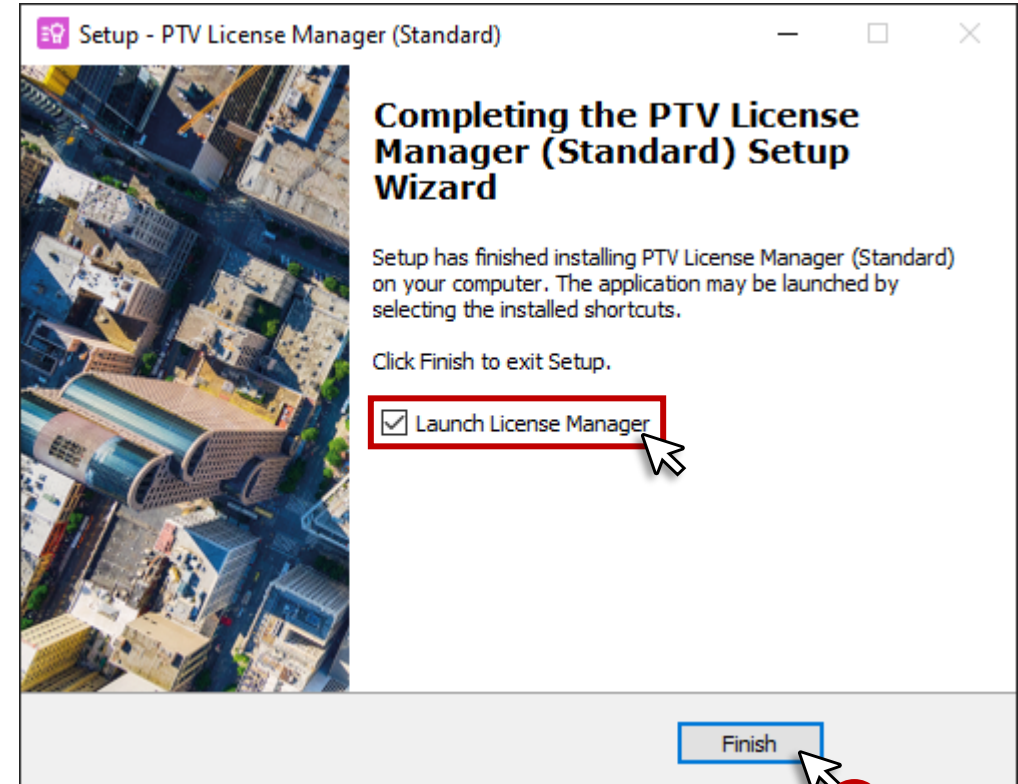 Setup - PTV License Manager (Standard)
Completing the PTV License
Manager (Standard) Setup
Wizard
Setup has finished installing PTV License Manager (Standard)
on your computer. The application may be launched by
selecting the installed shortcuts.
Click Finish to exit Setup.
Launch License Manager
Finish